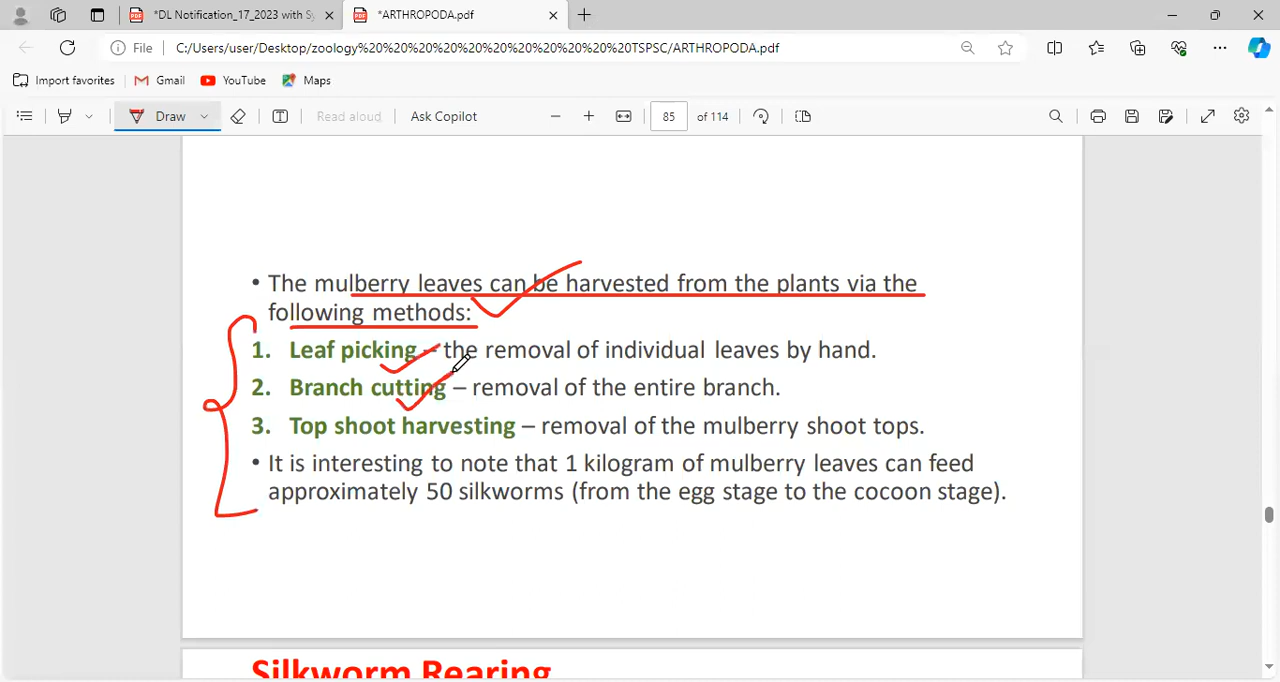 *DL Notification_17_2023 with Sy
*ARTHROPODA.pdf
File
C:/Users/user/Desktop/zoology%20%20%20%20%20%20%20%20%20%20TSPSC/ARTHROPODA.pdf
Import favorites
Gmail
YouTube
Maps
Draw
Read aloud
Ask Copilot
85
of 114
• The mulberry leaves can be harvested from the plants via the
following methods:
1. Leaf picking – the removal of individual leaves by hand.
2. Branch cutting – removal of the entire branch.
3. Top shoot harvesting – removal of the mulberry shoot tops.
• It is interesting to note that 1 kilogram of mulberry leaves can feed
approximately 50 silkworms (from the egg stage to the cocoon stage).
Silkworm Rearing